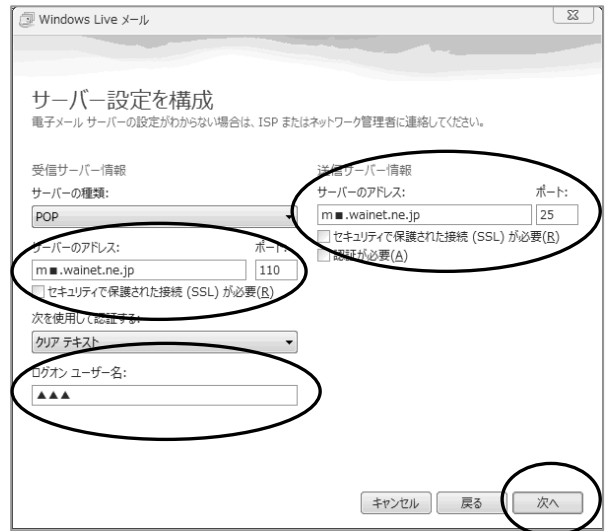 Windows Live メール
サーバー設定を構成
電子メール サーバーの設定がわからない場合は、ISP またはネットワーク管理者に連絡してください。
受信サーバー情報
サーバーの種類:
POP
サーバーのアドレス: ポート:
m■.wainet.ne.jp 110
セキュリティで保護された接続 (SSL) が必要(R)
次を使用して認証する:
クリア テキスト
ログオン ユーザー名:
▲▲▲
送信サーバー情報
サーバーのアドレス: ポート:
m■.wainet.ne.jp 25
セキュリティで保護された接続 (SSL) が必要(R)
認証が必要(A)
キャンセル 戻る 次へ